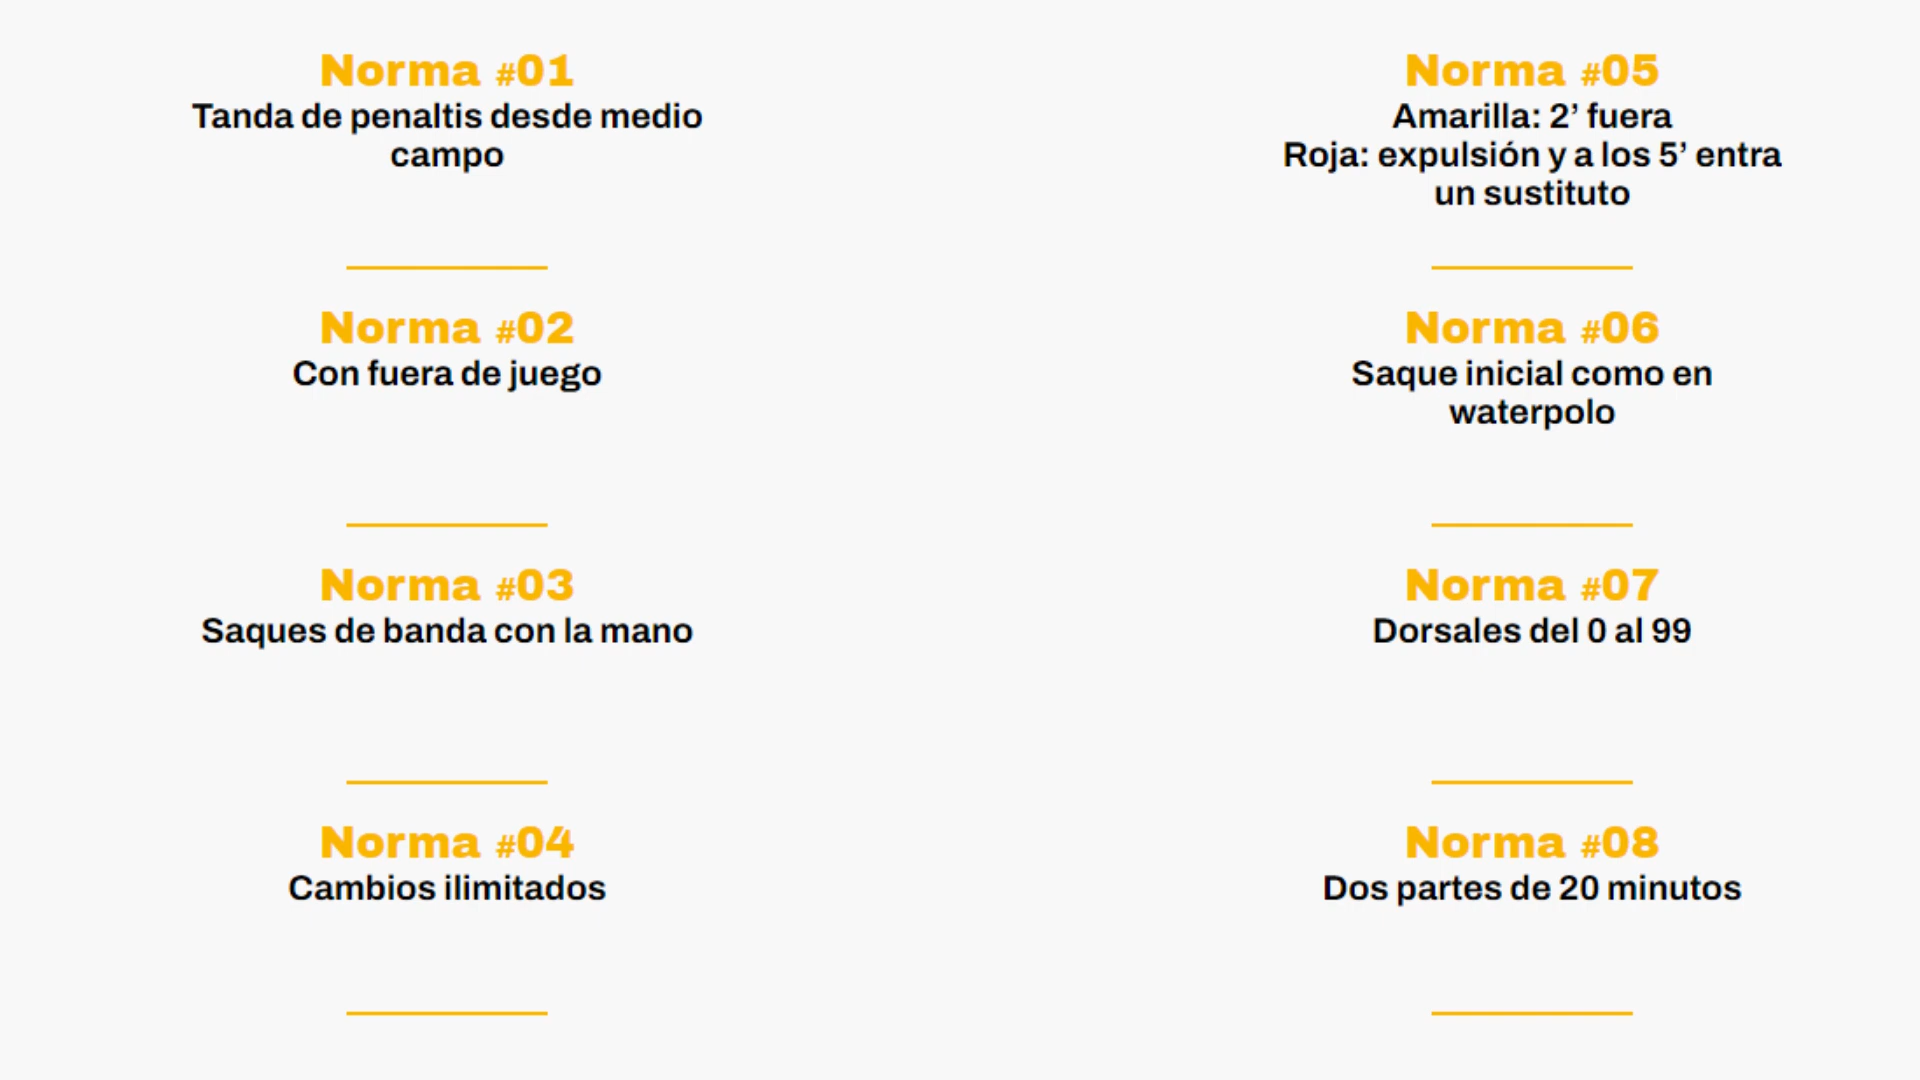 Norma #01
Tanda de penaltis desde medio
campo
Norma #02
Con fuera de juego
Norma #03
Saques de banda con la mano
Norma #04
Cambios ilimitados
Norma #05
Amarilla: 2’ fuera
Roja: expulsión y a los 5’ entra
un sustituto
Norma #06
Saque inicial como en
waterpolo
Norma #07
Dorsales del 0 al 99
Norma #08
Dos partes de 20 minutos